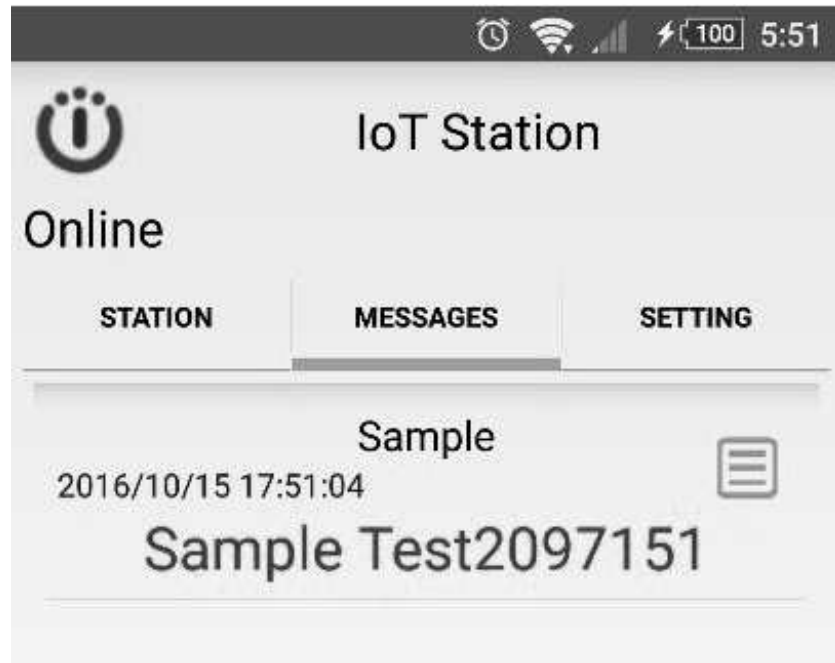 100 5:51
IoT Station
Online
STATION MESSAGES SETTING
Sample
2016/10/15 17:51:04
Sample Test2097151